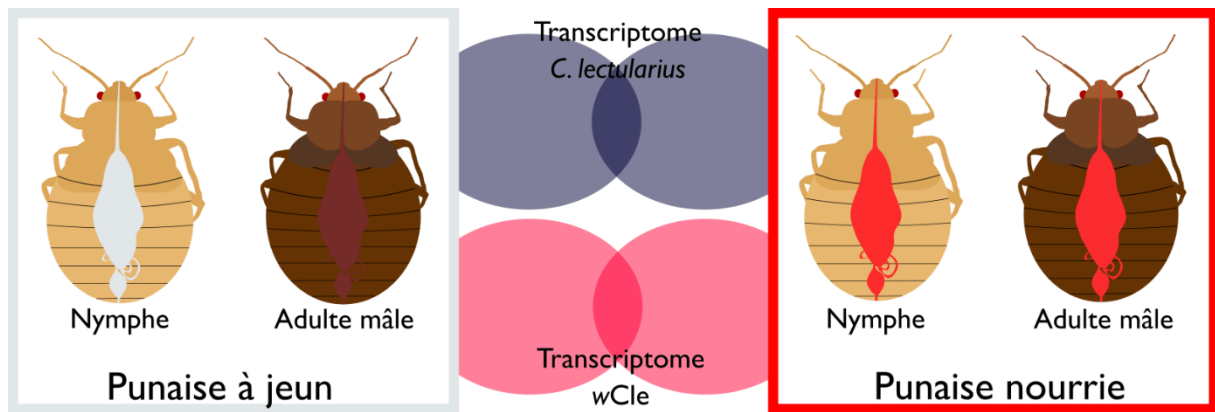 Transcriptome
C. lectularius
Nymphe
Adulte mâle
Punaise à jeun
Transcriptome
wCle
Nymphe
Adulte mâle
Punaise nourrie